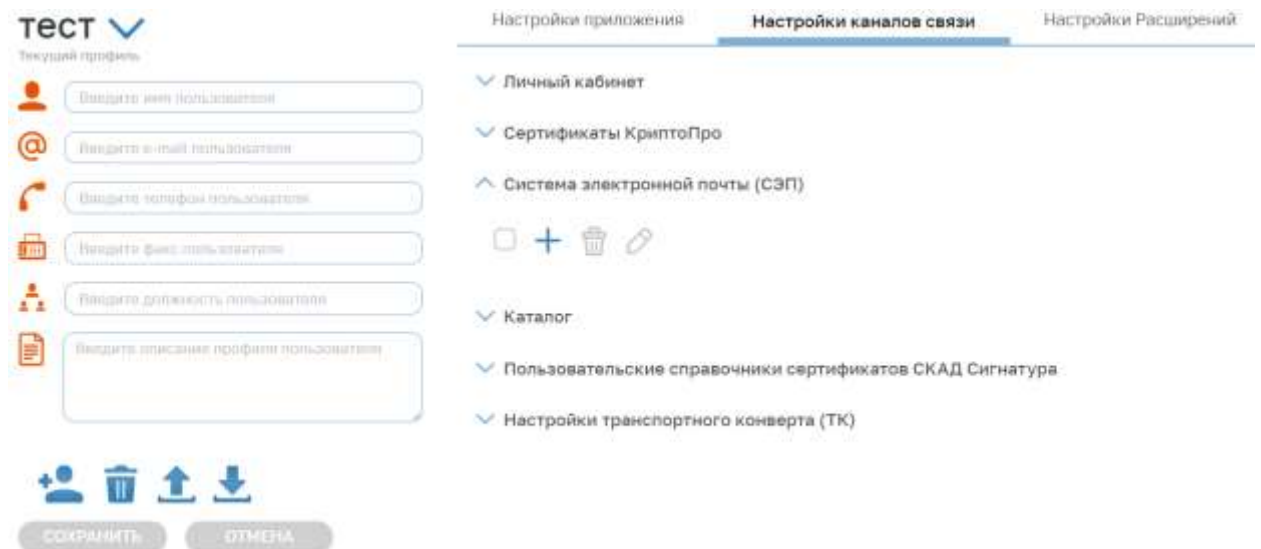 тест
Текущий профиль
Введите имя пользователя
Введите e-mail пользователя
Введите телефон пользователя
Введите факс пользователя
Введите должность пользователя
Введите описание профиля пользователя
СОХРАНИТЬ ОТМЕНА
Настройки приложения Настройки каналов связи Настройки Расширений
Личный кабинет
Сертификаты КриптоПро
Система электронной почты (СЭП)
Каталог
Пользовательские справочники сертификатов СКАД Сигнатура
Настройки транспортного конверта (ТК)